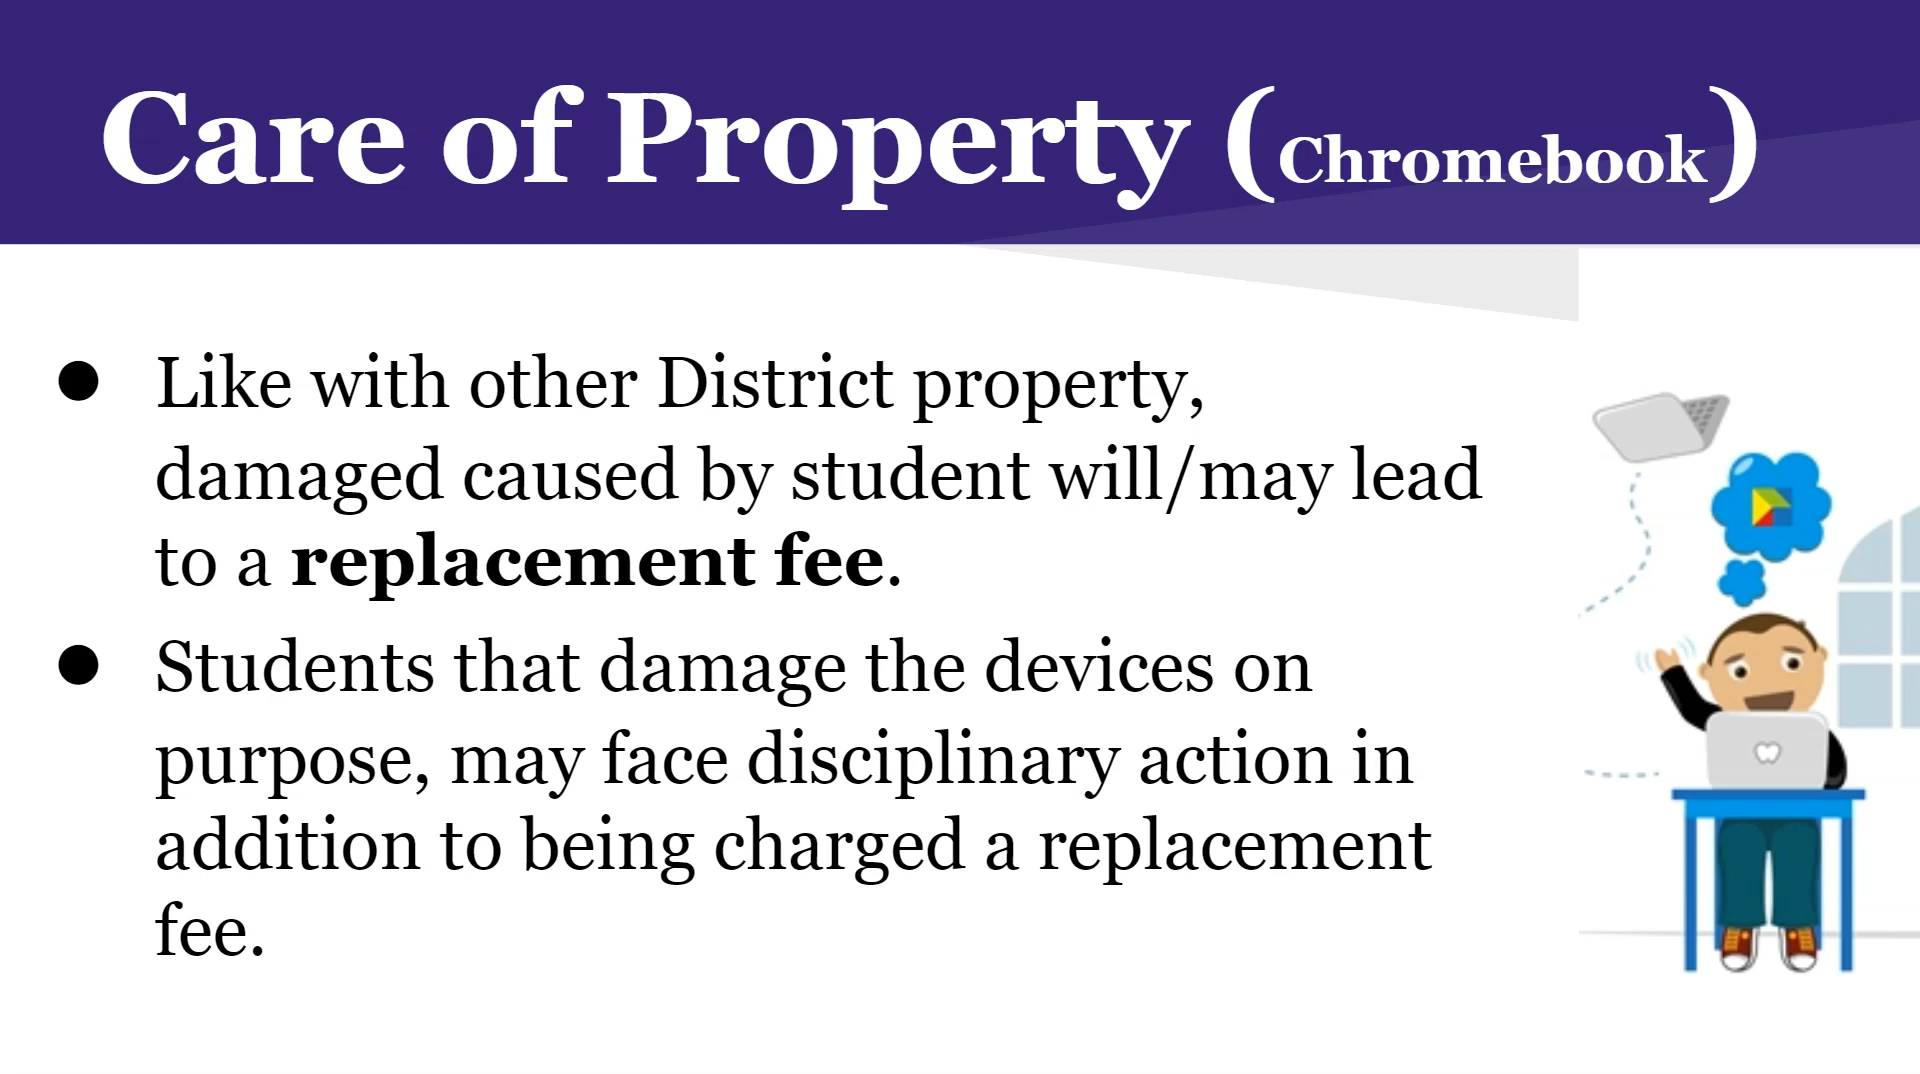 Care of Property (Chromebook)
● Like with other District property,
damaged caused by student will/may lead
to a replacement fee.
● Students that damage the devices on
purpose, may face disciplinary action in
addition to being charged a replacement
fee.